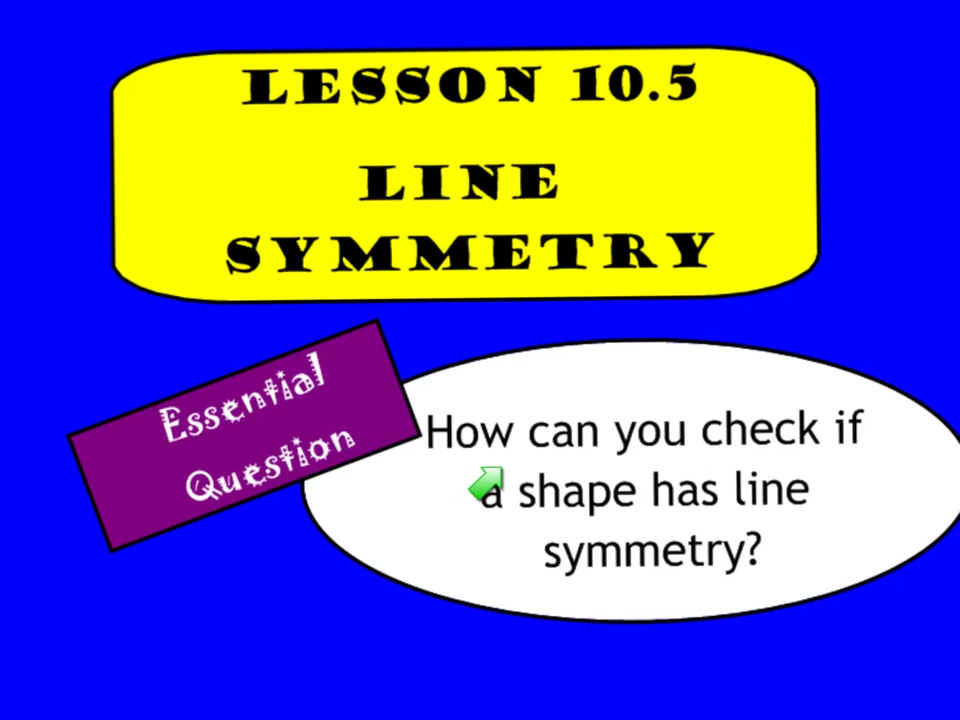 LESSON 10.5
LINE
SYMMETRY
Essential
Question
How can you check if
a shape has line
symmetry?